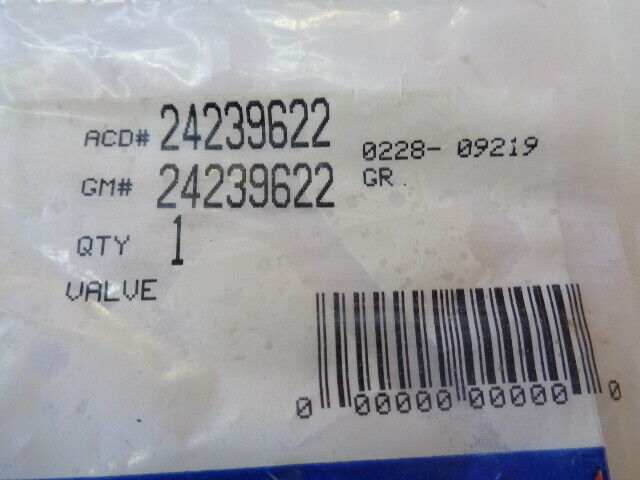 ACD# 24239622
GM# 24239622
0228- 09219
GR
QTY 1
VALVE
0 00000 00000 0